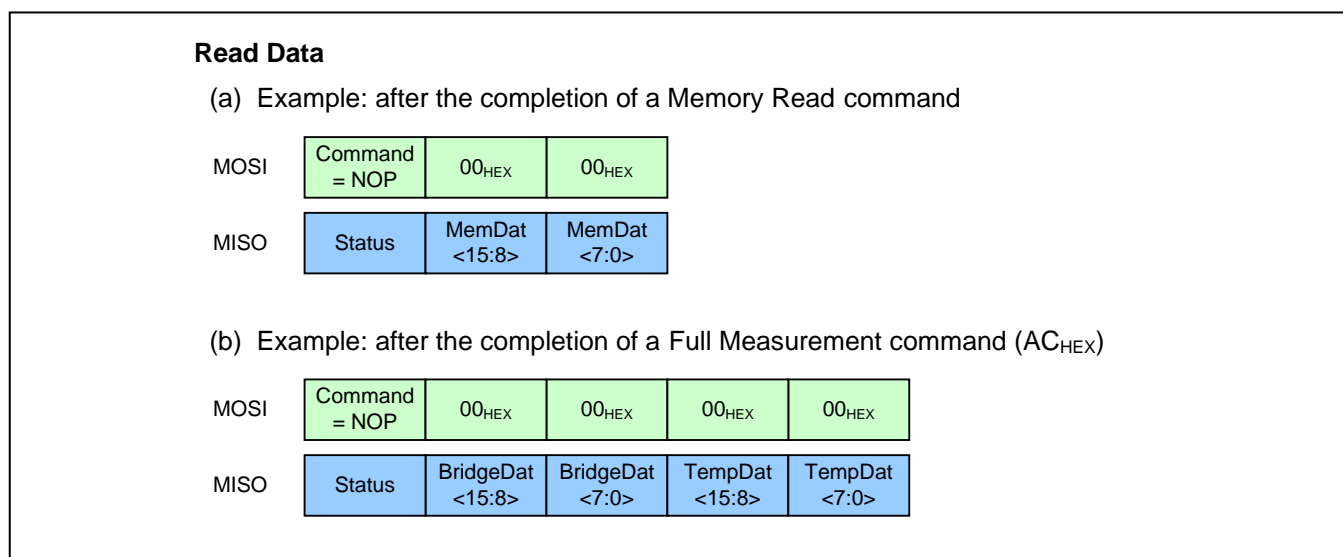 Read Data
(a) Example: after the completion of a Memory Read command
MOSI
Command
= NOP
00HEX
00HEX
MISO
Status
MemDat
<15:8>
MemDat
<7:0>
(b) Example: after the completion of a Full Measurement command (ACHEX)
MOSI
Command
= NOP
00HEX
00HEX
00HEX
00HEX
MISO
Status
BridgeDat
<15:8>
BridgeDat
<7:0>
TempDat
<15:8>
TempDat
<7:0>